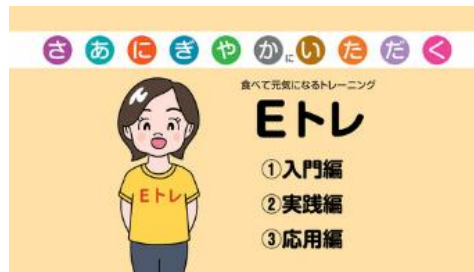 さあにぎやかにいただく
食べて元気になるトレーニング
Eトレ
①入門編
②実践編
③応用編
Eトレ